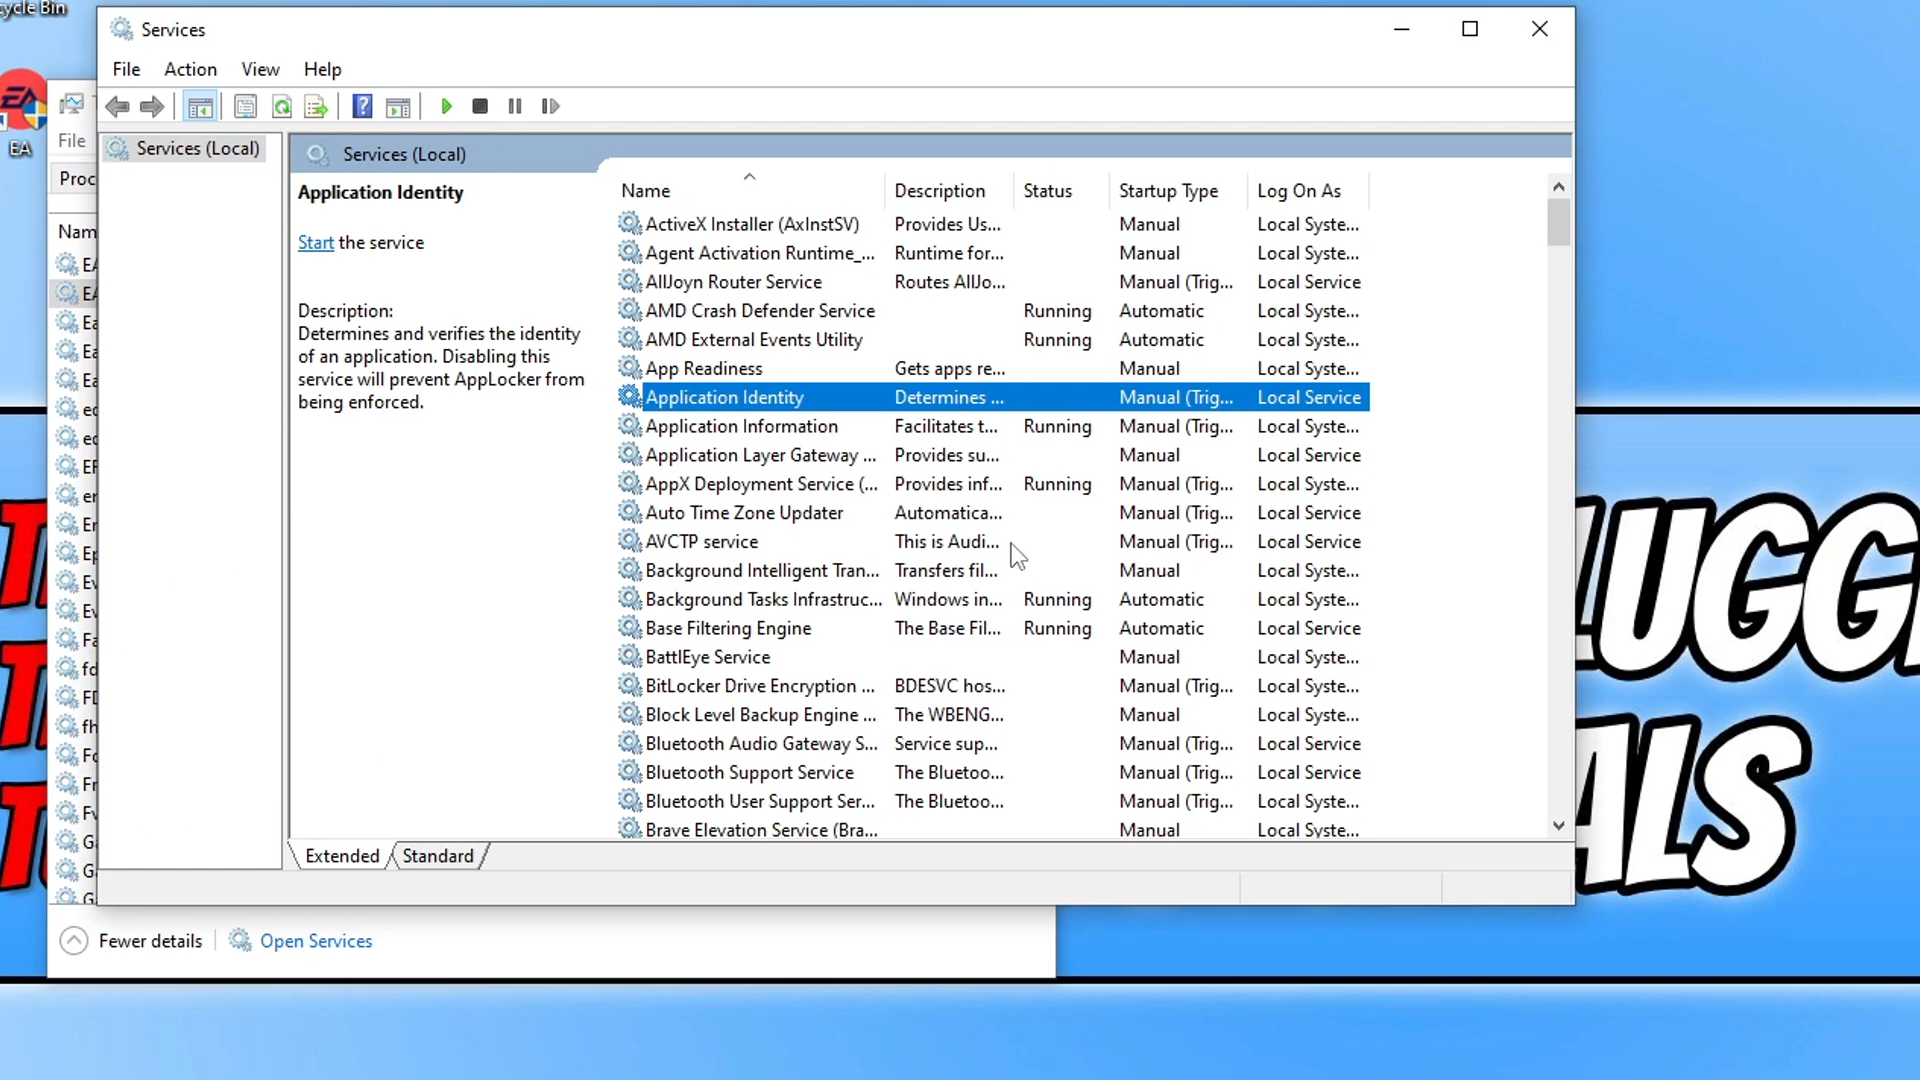 cycle Bin
EA
EA
Services
File Action View Help
File
Proc
Nam
Services (Local)
Services (Local)
Application Identity
Start the service
Description:
Determines and verifies the identity
of an application. Disabling this
service will prevent AppLocker from
being enforced.
Name Description Status Startup Type Log On As
ActiveX Installer (AxInstSV) Provides Us... Manual Local Syste...
Agent Activation Runtime_... Runtime for... Manual Local Syste...
AllJoyn Router Service Routes AllJo... Manual (Trig... Local Service
AMD Crash Defender Service Running Automatic Local Syste...
AMD External Events Utility Running Automatic Local Syste...
App Readiness Gets apps re... Manual Local Syste...
Application Identity Determines ... Manual (Trig... Local Service
Application Information Facilitates t... Running Manual (Trig... Local Syste...
Application Layer Gateway ... Provides su... Manual Local Service
AppX Deployment Service (... Provides inf... Running Manual (Trig... Local Syste...
Auto Time Zone Updater Automatica... Manual (Trig... Local Service
AVCTP service This is Audi... Manual (Trig... Local Service
Background Intelligent Tran... Transfers fil... Manual Local Syste...
Background Tasks Infrastruc... Windows in... Running Automatic Local Syste...
Base Filtering Engine The Base Fil... Running Automatic Local Service
BattlEye Service Manual Local Syste...
BitLocker Drive Encryption ... BDESVC hos... Manual (Trig... Local Syste...
Block Level Backup Engine ... The WBENG... Manual Local Syste...
Bluetooth Audio Gateway S... Service sup... Manual (Trig... Local Service
Bluetooth Support Service The Bluetoo... Manual (Trig... Local Service
Bluetooth User Support Ser... The Bluetoo... Manual (Trig... Local Syste...
Brave Elevation Service (Bra... Manual Local Syste...
Extended Standard
Fewer details Open Services
LUGG
ALS